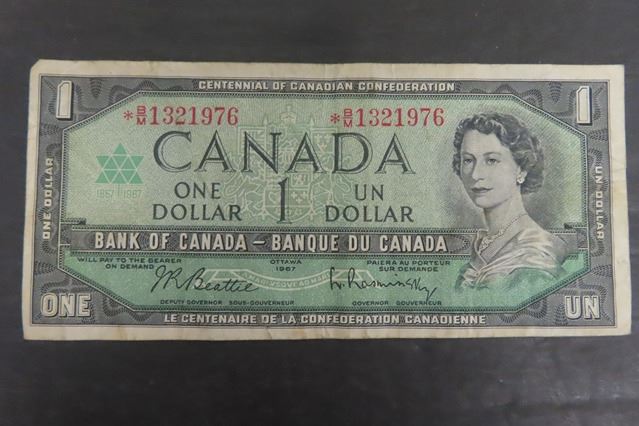 CENTENNIAL OF CANADIAN CONFEDERATION
1 1
*B/M 1321976 *B/M 1321976
CANADA
1867 1967
ONE 1 UN
DOLLAR DOLLAR
ONE DOLLAR
UN DOLLAR
BANK OF CANADA – BANQUE DU CANADA
WILL PAY TO THE BEARER OTTAWA PAIERA AU PORTEUR
ON DEMAND 1967 SUR DEMANDE
J.R. Beattie L. Rasminsky
DEPUTY GOVERNOR SOUS-GOUVERNEUR GOVERNOR GOUVERNEUR
ONE UN
LE CENTENAIRE DE LA CONFÉDÉRATION CANADIENNE